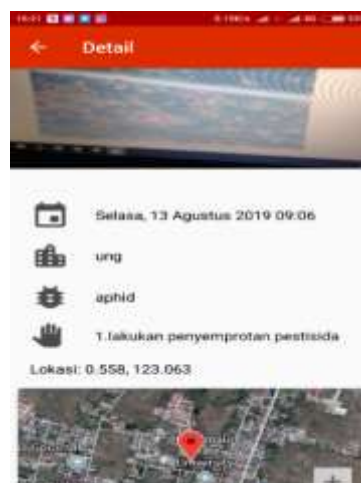 Detail
Selasa, 13 Agustus 2019 09:06
ung
aphid
1.lakukan penyemprotan pestisida
Lokasi: 0.558, 123.063